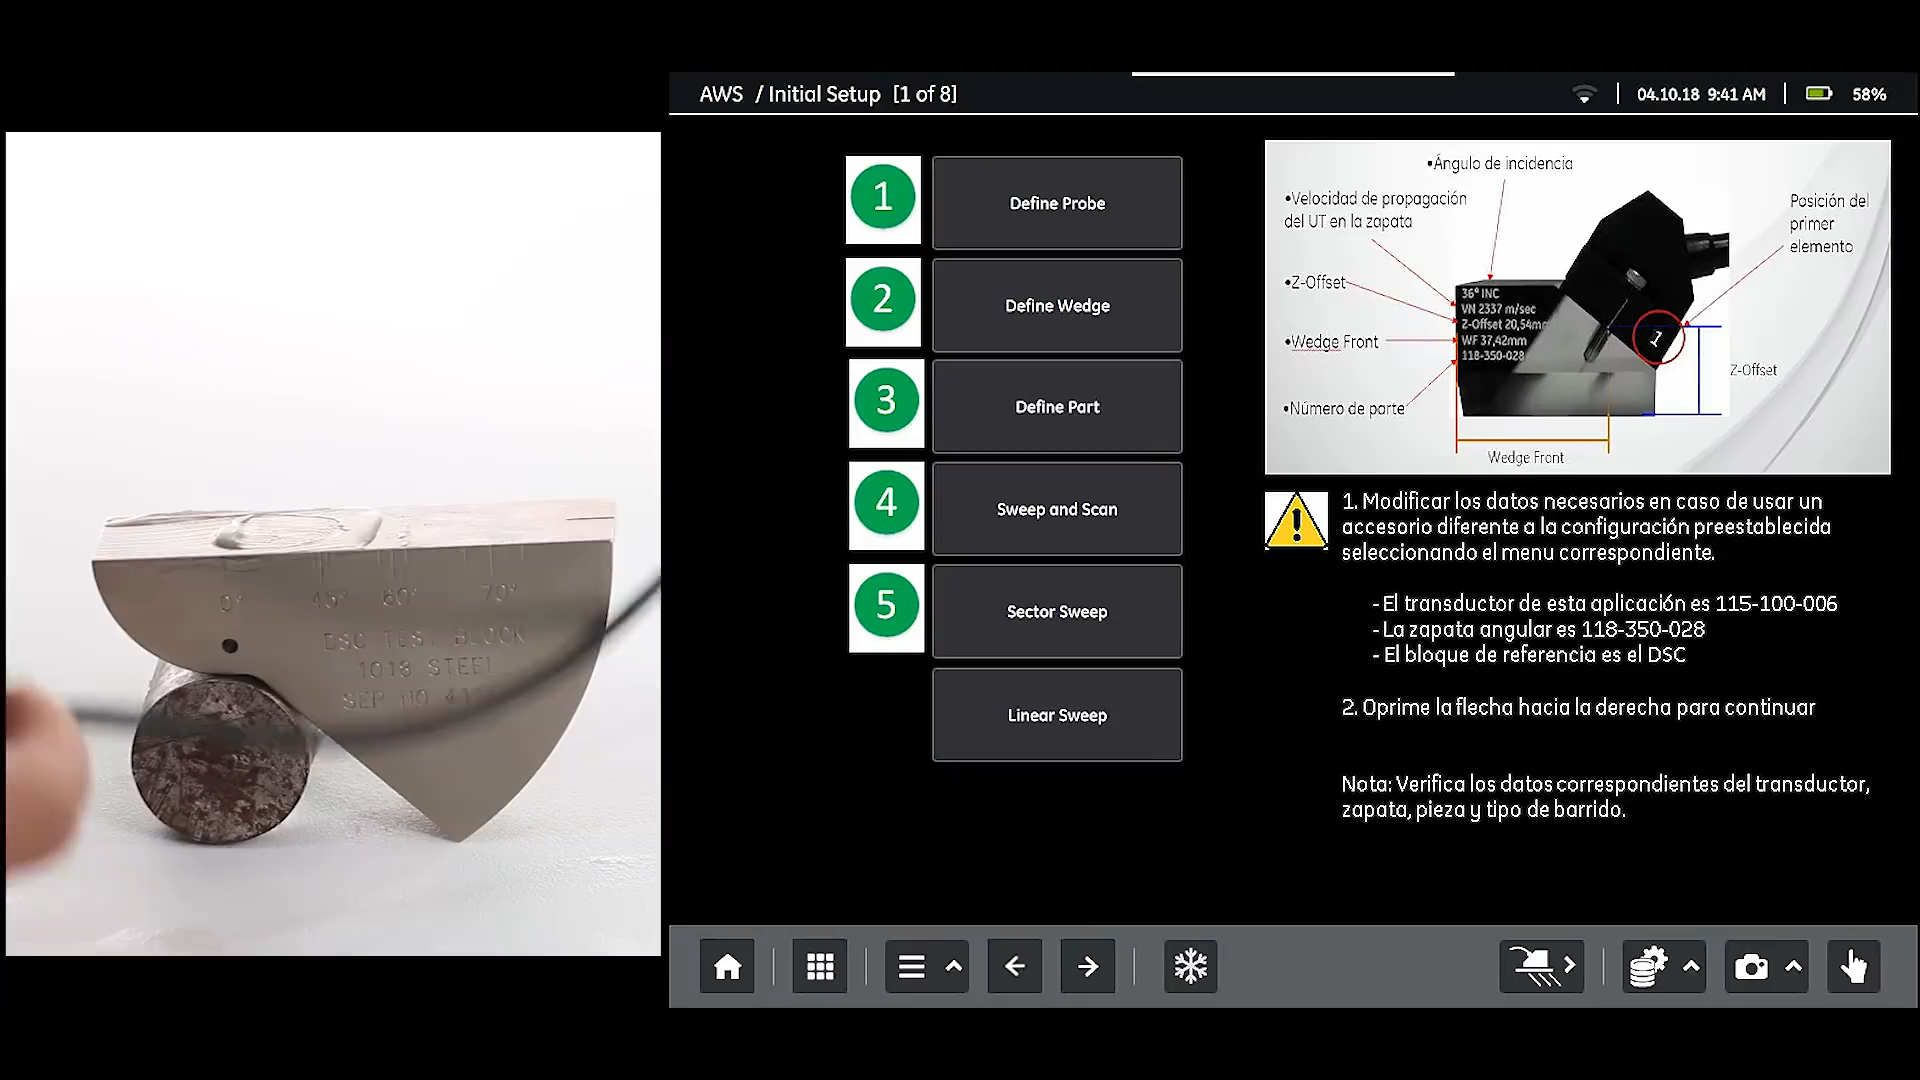 AWS / Initial Setup [1 of 8]
04.10.18 9:41 AM
58%
1 Define Probe
2 Define Wedge
3 Define Part
4 Sweep and Scan
5 Sector Sweep
Linear Sweep
•Ángulo de incidencia
•Velocidad de propagación
del UT en la zapata
•Z-Offset
•Wedge Front
•Número de parte
36° INC
VN 2337 m/sec
Z-Offset 20,54mm
WF 37,42mm
118-350-028
1
Posición del
primer
elemento
Z-Offset
Wedge Front
1. Modificar los datos necesarios en caso de usar un
accesorio diferente a la configuración preestablecida
seleccionando el menu correspondiente.
- El transductor de esta aplicación es 115-100-006
- La zapata angular es 118-350-028
- El bloque de referencia es el DSC
2. Oprime la flecha hacia la derecha para continuar
Nota: Verifica los datos correspondientes del transductor,
zapata, pieza y tipo de barrido.
0° 45° 60° 70°
DSC TEST BLOCK
1018 STEEL
SER NO